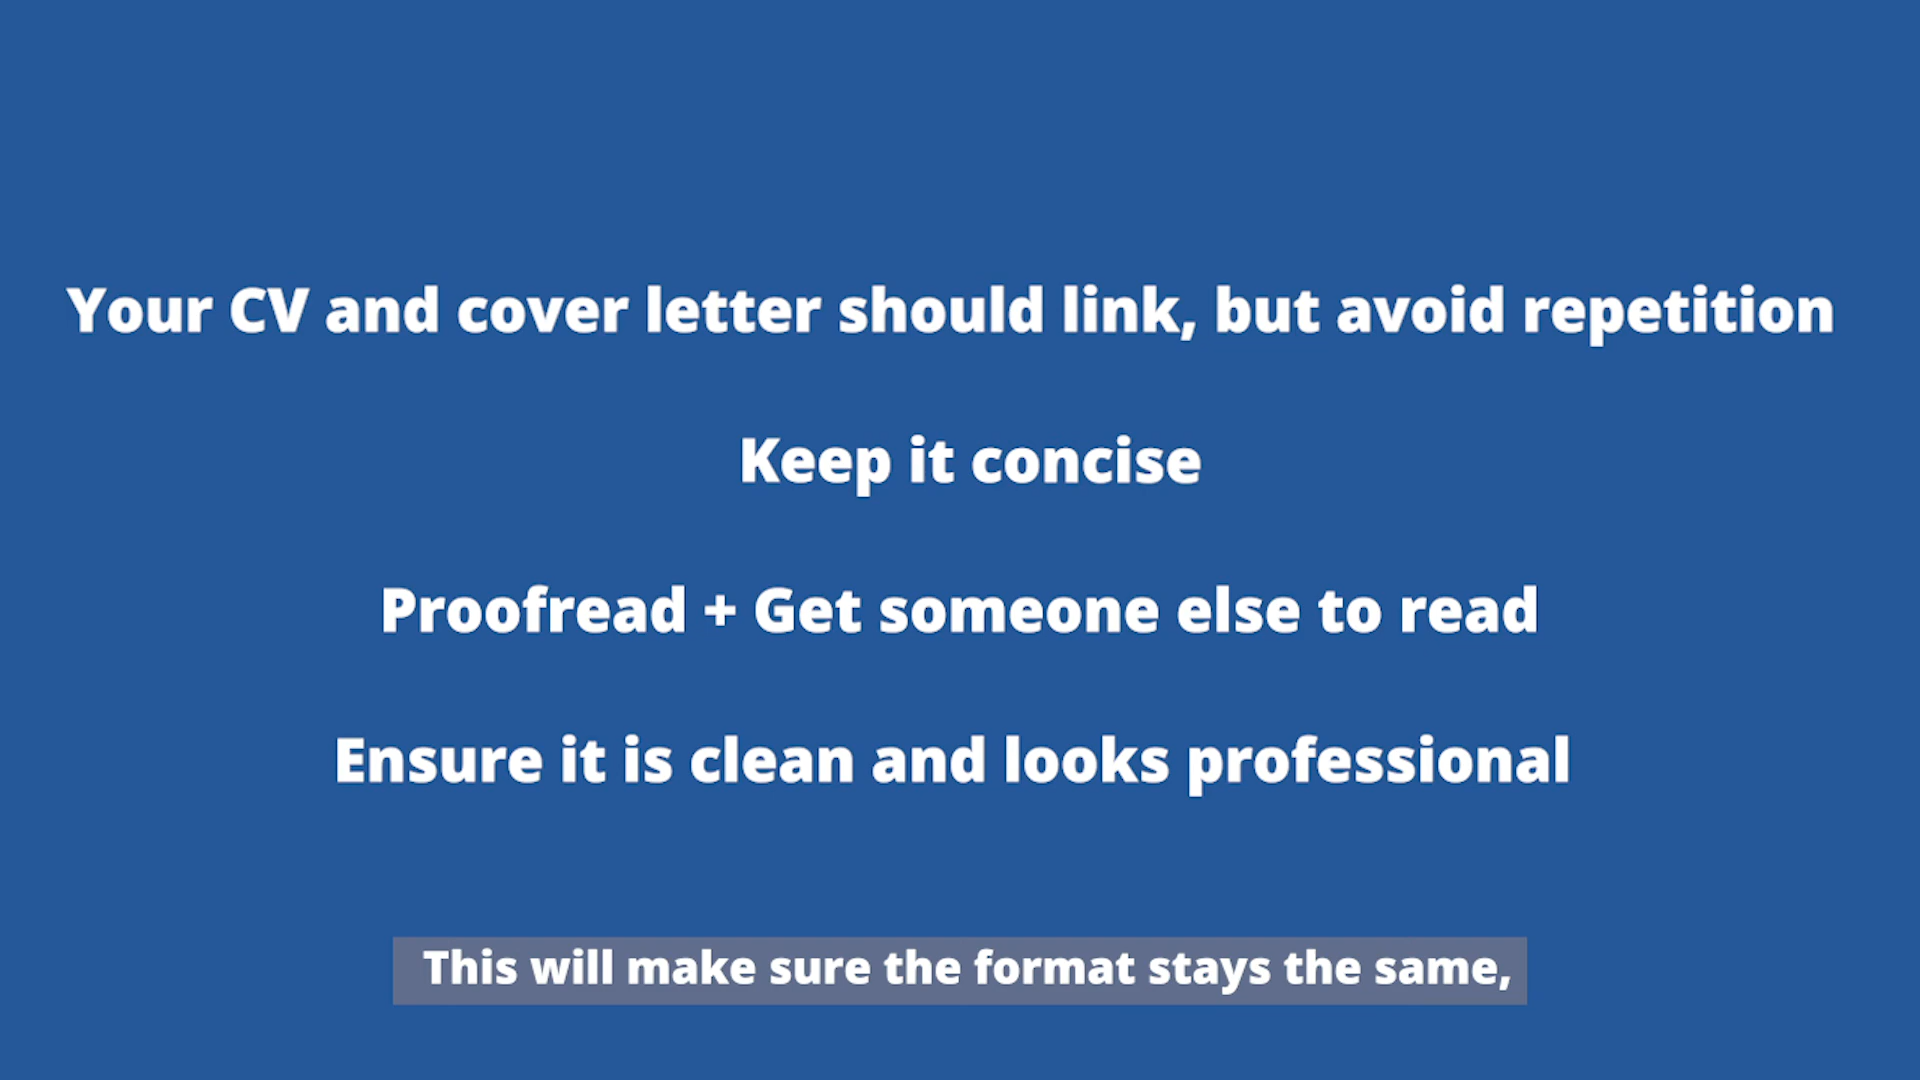 Your CV and cover letter should link, but avoid repetition
Keep it concise
Proofread + Get someone else to read
Ensure it is clean and looks professional
This will make sure the format stays the same,